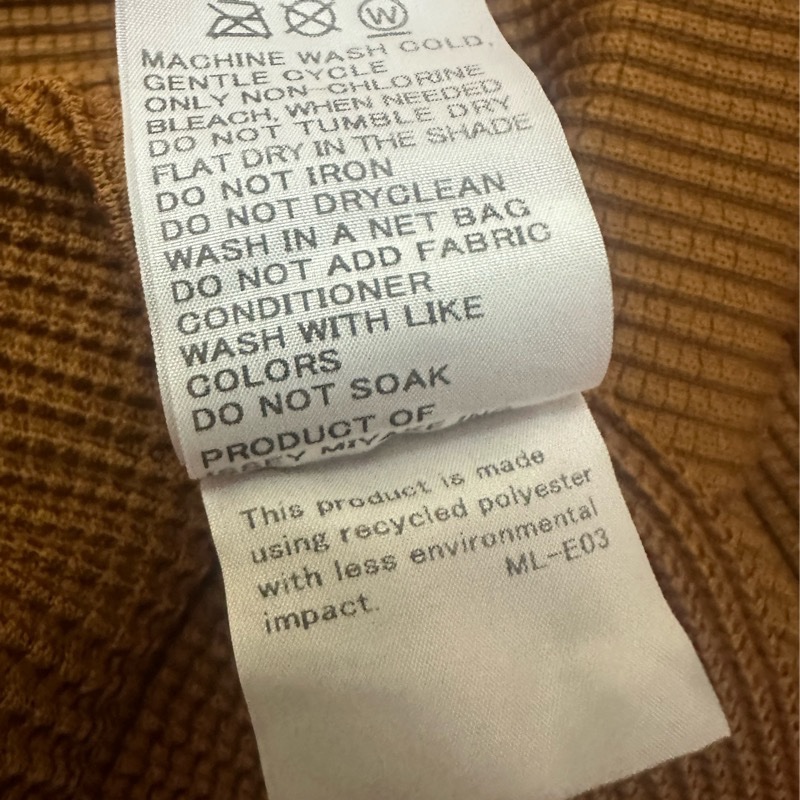 W
MACHINE WASH COLD,
GENTLE CYCLE
ONLY NON-CHLORINE
BLEACH, WHEN NEEDED
DO NOT TUMBLE DRY
FLAT DRY IN THE SHADE
DO NOT IRON
DO NOT DRYCLEAN
WASH IN A NET BAG
DO NOT ADD FABRIC
CONDITIONER
WASH WITH LIKE
COLORS
DO NOT SOAK
PRODUCT OF
ISSEY MIYAKE INC.
This product is made
using recycled polyester
with less environmental
impact.
ML-E03